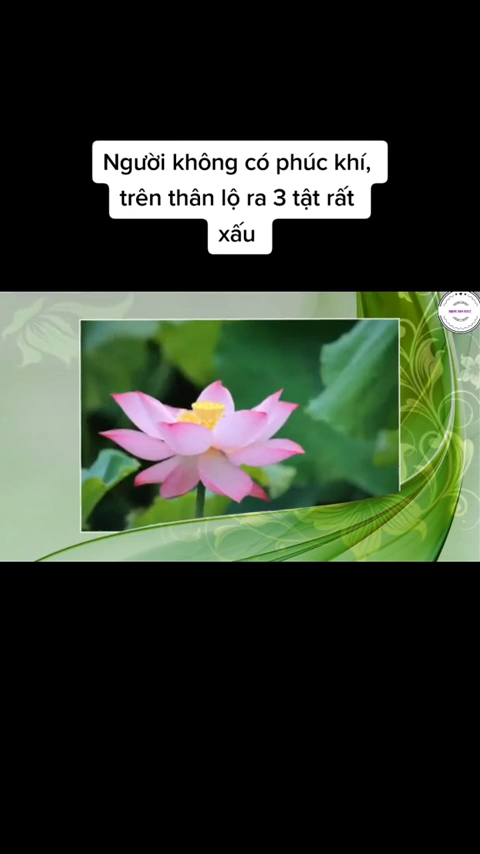 Người không có phúc khí,
trên thân lộ ra 3 tật rất
xấu